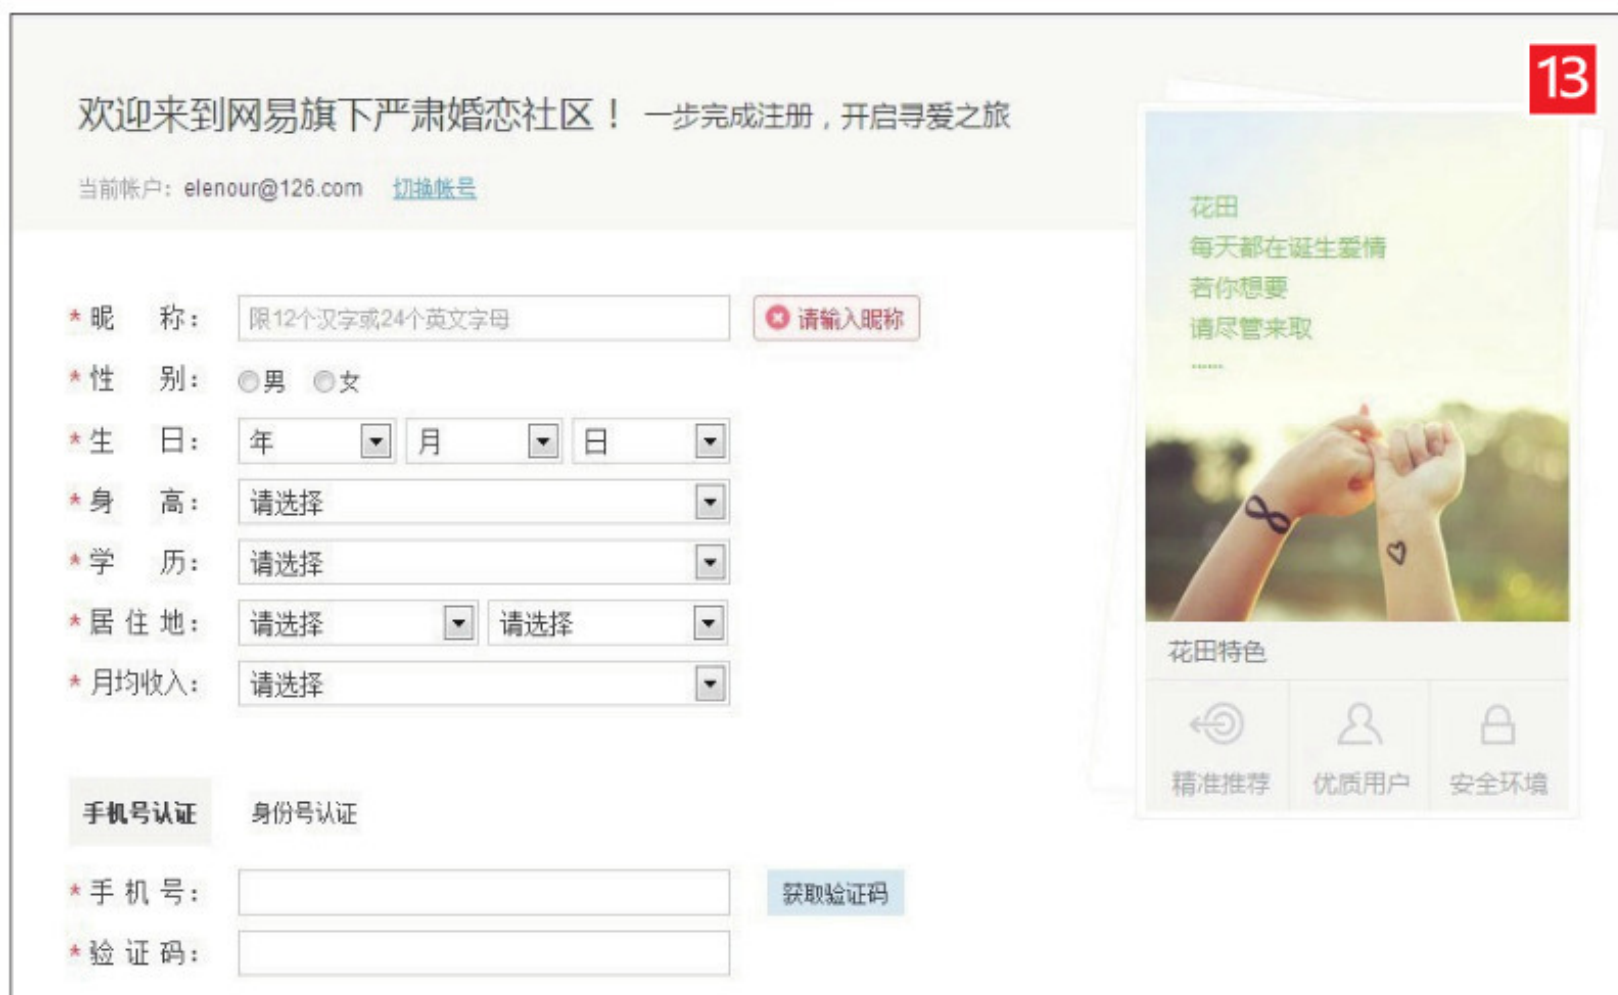 13
欢迎来到网易旗下严肃婚恋社区！ 一步完成注册，开启寻爱之旅
当前帐户：elenour@126.com 切换帐号
* 昵 称： 限12个汉字或24个英文字母 请输入昵称
* 性 别： 男 女
* 生 日： 年 月 日
* 身 高： 请选择
* 学 历： 请选择
* 居 住 地： 请选择 请选择
* 月均收入： 请选择
手机号认证 身份号认证
* 手 机 号： 获取验证码
* 验 证 码：
花田
每天都在诞生爱情
若你想要
请尽管来取
......
花田特色
精准推荐 优质用户 安全环境